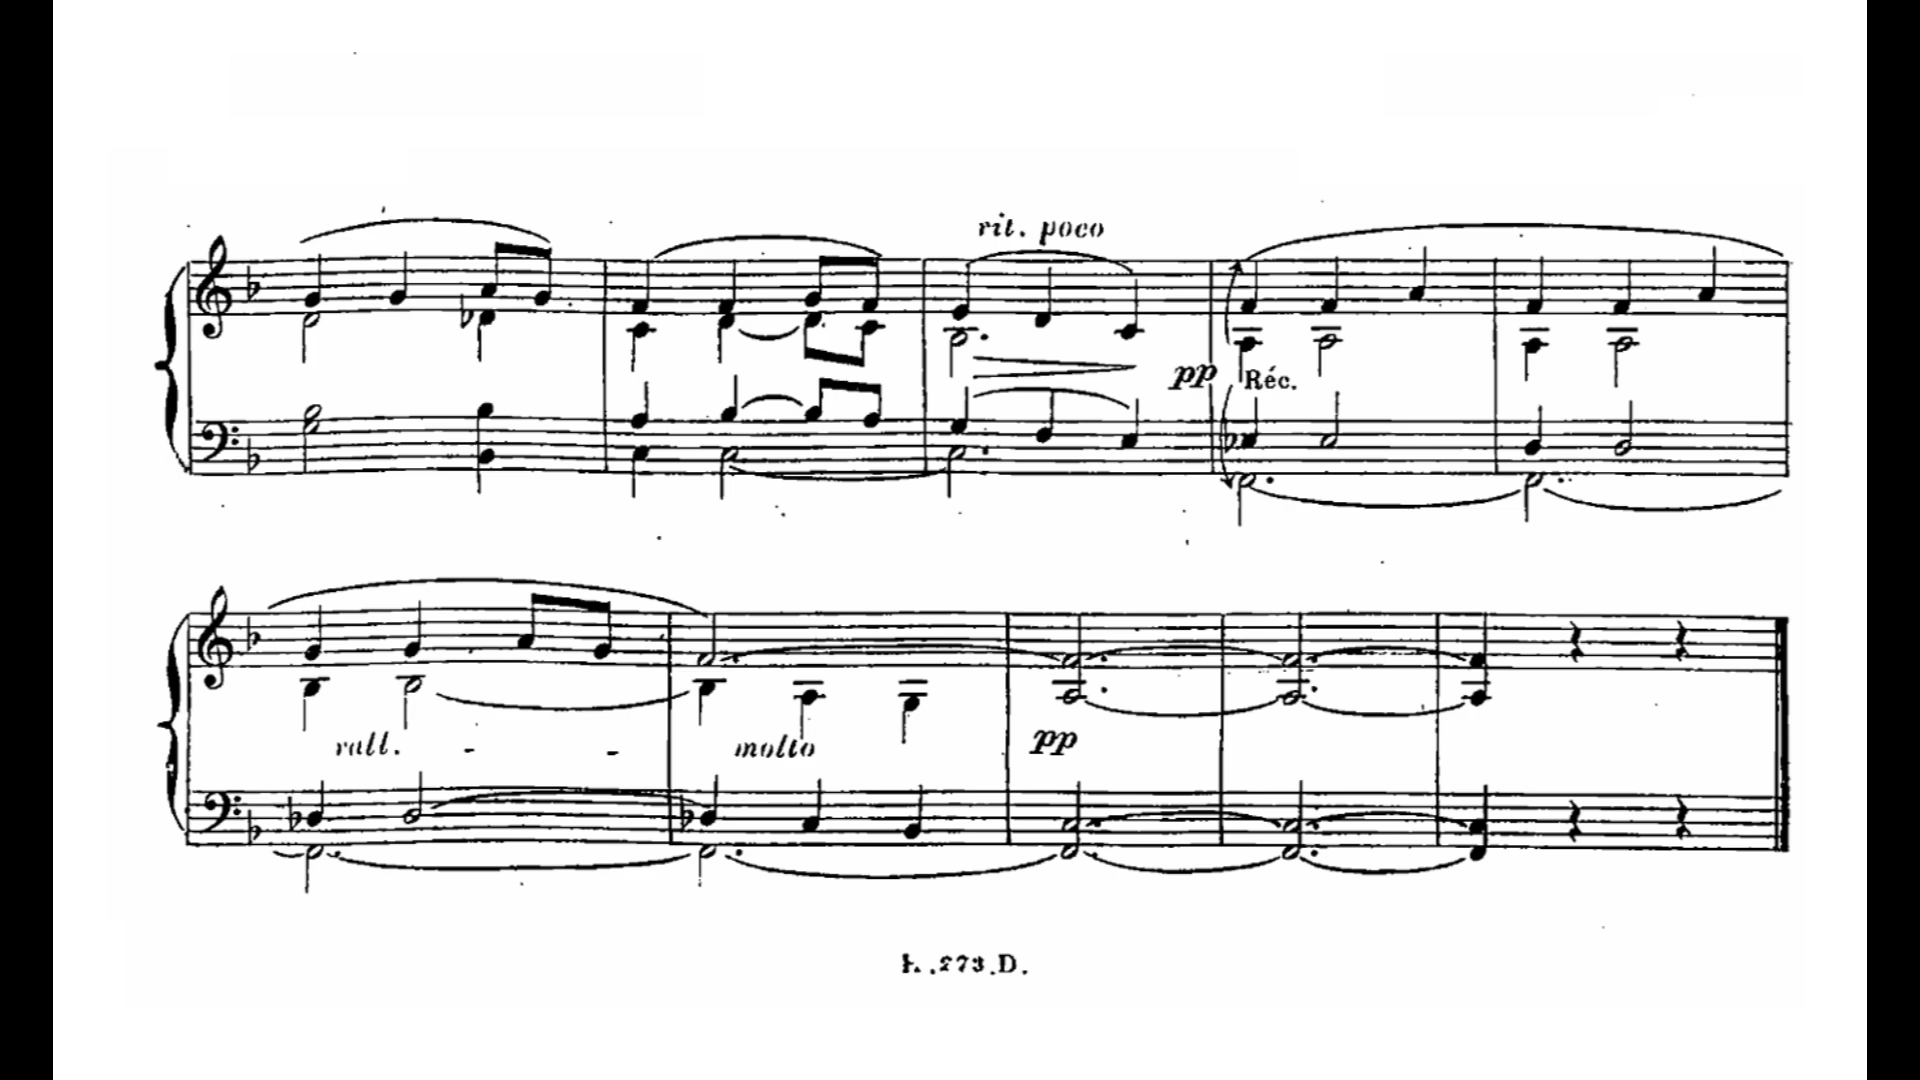 rit. poco
pp Réc.
rall. - - molto pp
.273.D.